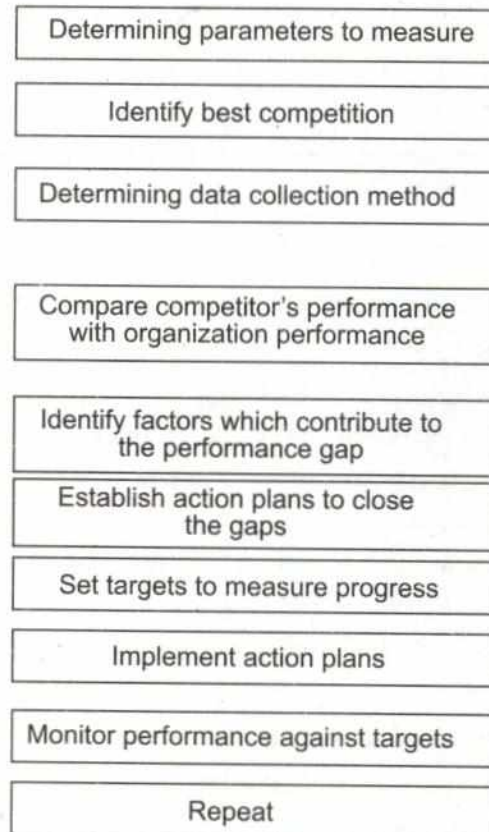 Determining parameters to measure
Identify best competition
Determining data collection method
Compare competitor's performance
with organization performance
Identify factors which contribute to
the performance gap
Establish action plans to close
the gaps
Set targets to measure progress
Implement action plans
Monitor performance against targets
Repeat